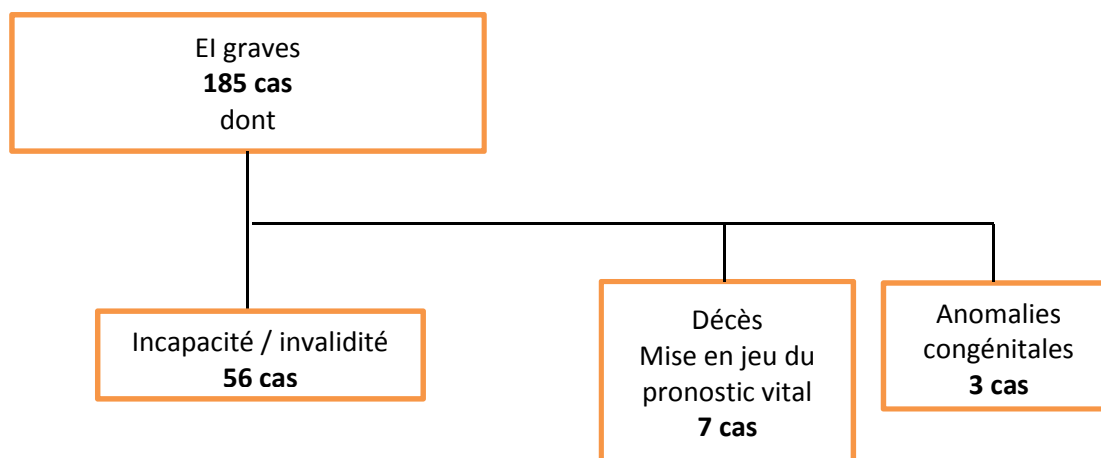 EI graves
185 cas
dont
Incapacité / invalidité
56 cas
Décès
Mise en jeu du
pronostic vital
7 cas
Anomalies
congénitales
3 cas